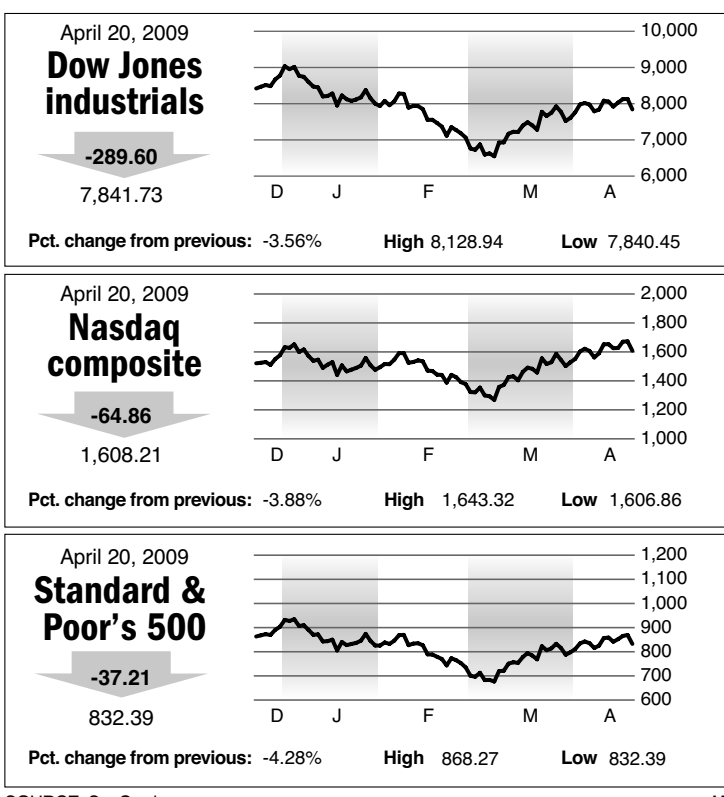 April 20, 2009
Dow Jones
industrials
-289.60
7,841.73
10,000
9,000
8,000
7,000
6,000
D J F M A
Pct. change from previous: -3.56% High 8,128.94 Low 7,840.45
April 20, 2009
Nasdaq
composite
-64.86
1,608.21
2,000
1,800
1,600
1,400
1,200
1,000
D J F M A
Pct. change from previous: -3.88% High 1,643.32 Low 1,606.86
April 20, 2009
Standard &
Poor's 500
-37.21
832.39
1,200
1,100
1,000
900
800
700
600
D J F M A
Pct. change from previous: -4.28% High 868.27 Low 832.39